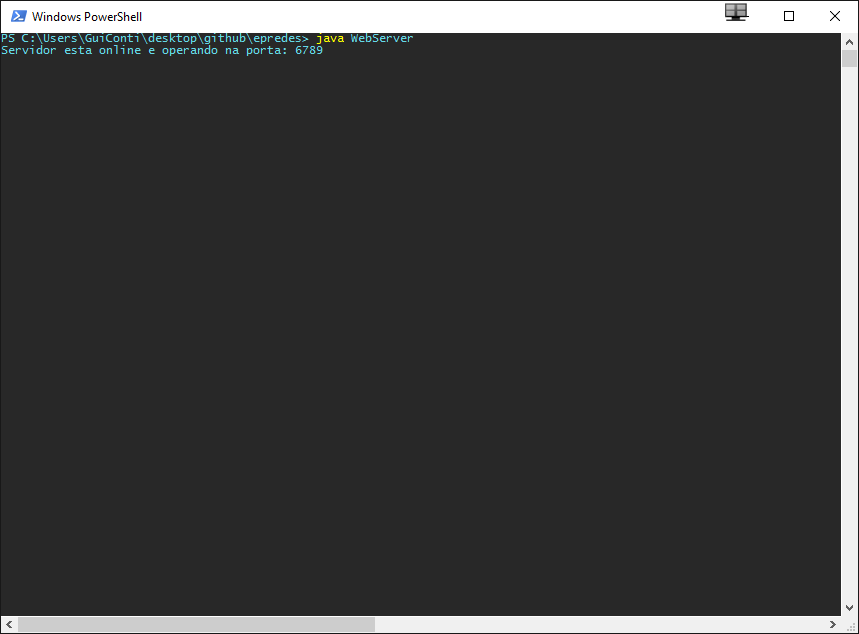 Windows PowerShell
PS C:\Users\GuiConti\desktop\github\epredes> java WebServer
Servidor esta online e operando na porta: 6789